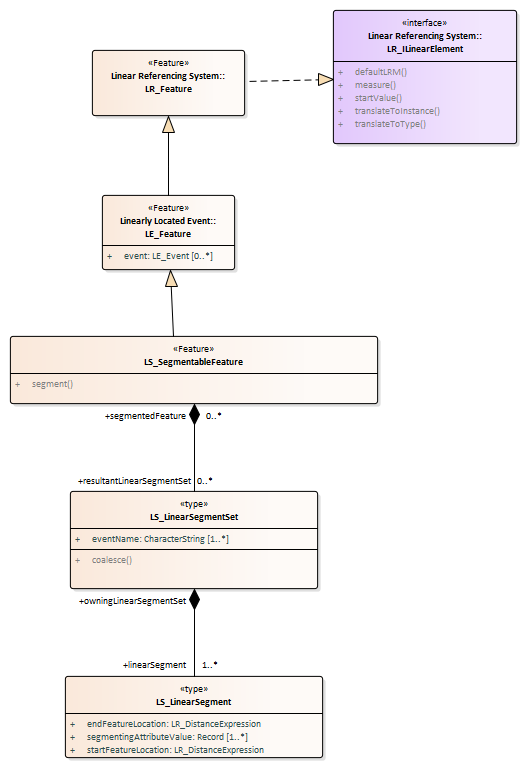 «interface»
Linear Referencing System::
LR_ILinearElement
+ defaultLRM()
+ measure()
+ startValue()
+ translateToInstance()
+ translateToType()
«Feature»
Linear Referencing System::
LR_Feature
«Feature»
Linearly Located Event::
LE_Feature
+ event: LE_Event [0..*]
«Feature»
LS_SegmentableFeature
+ segment()
+segmentedFeature 0..*
+resultantLinearSegmentSet 0..*
«type»
LS_LinearSegmentSet
+ eventName: CharacterString [1..*]
+ coalesce()
+owningLinearSegmentSet
+linearSegment 1..*
«type»
LS_LinearSegment
+ endFeatureLocation: LR_DistanceExpression
+ segmentingAttributeValue: Record [1..*]
+ startFeatureLocation: LR_DistanceExpression